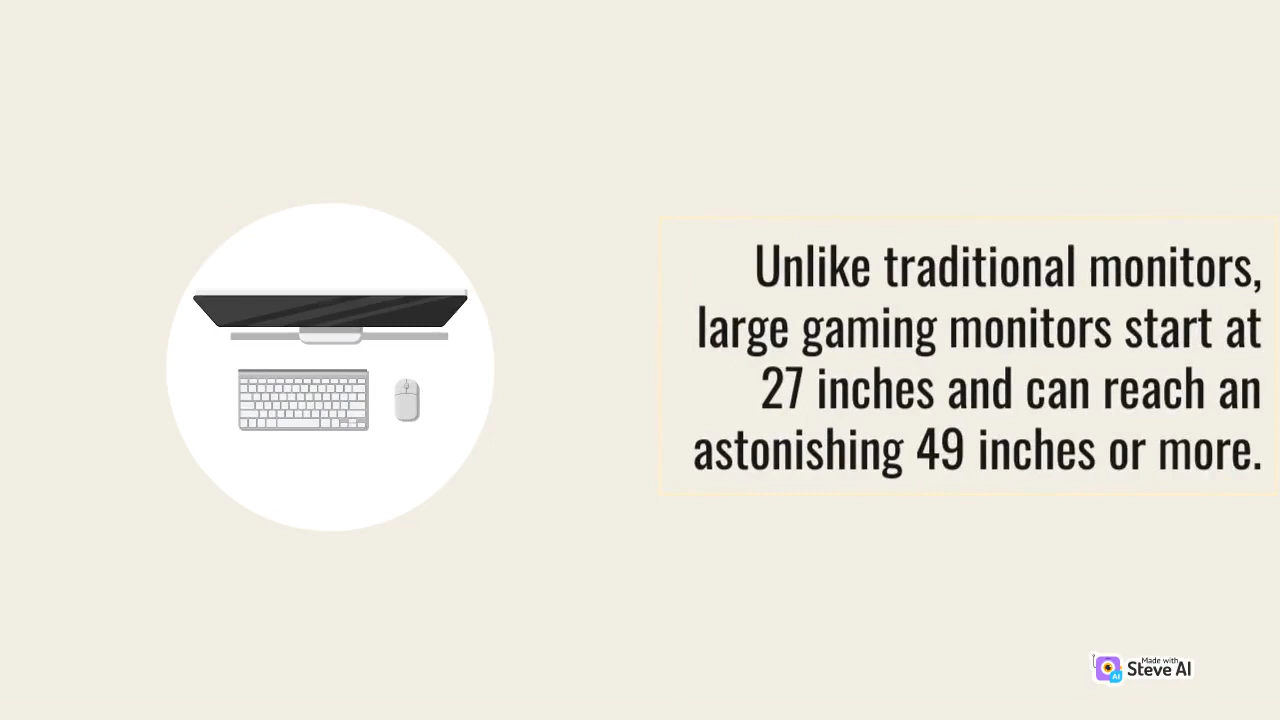 Unlike traditional monitors,
large gaming monitors start at
27 inches and can reach an
astonishing 49 inches or more.
Made with
Steve AI
AI